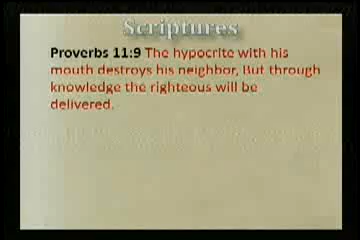 Scriptures
Proverbs 11:9 The hypocrite with his
mouth destroys his neighbor, But through
knowledge the righteous will be
delivered.